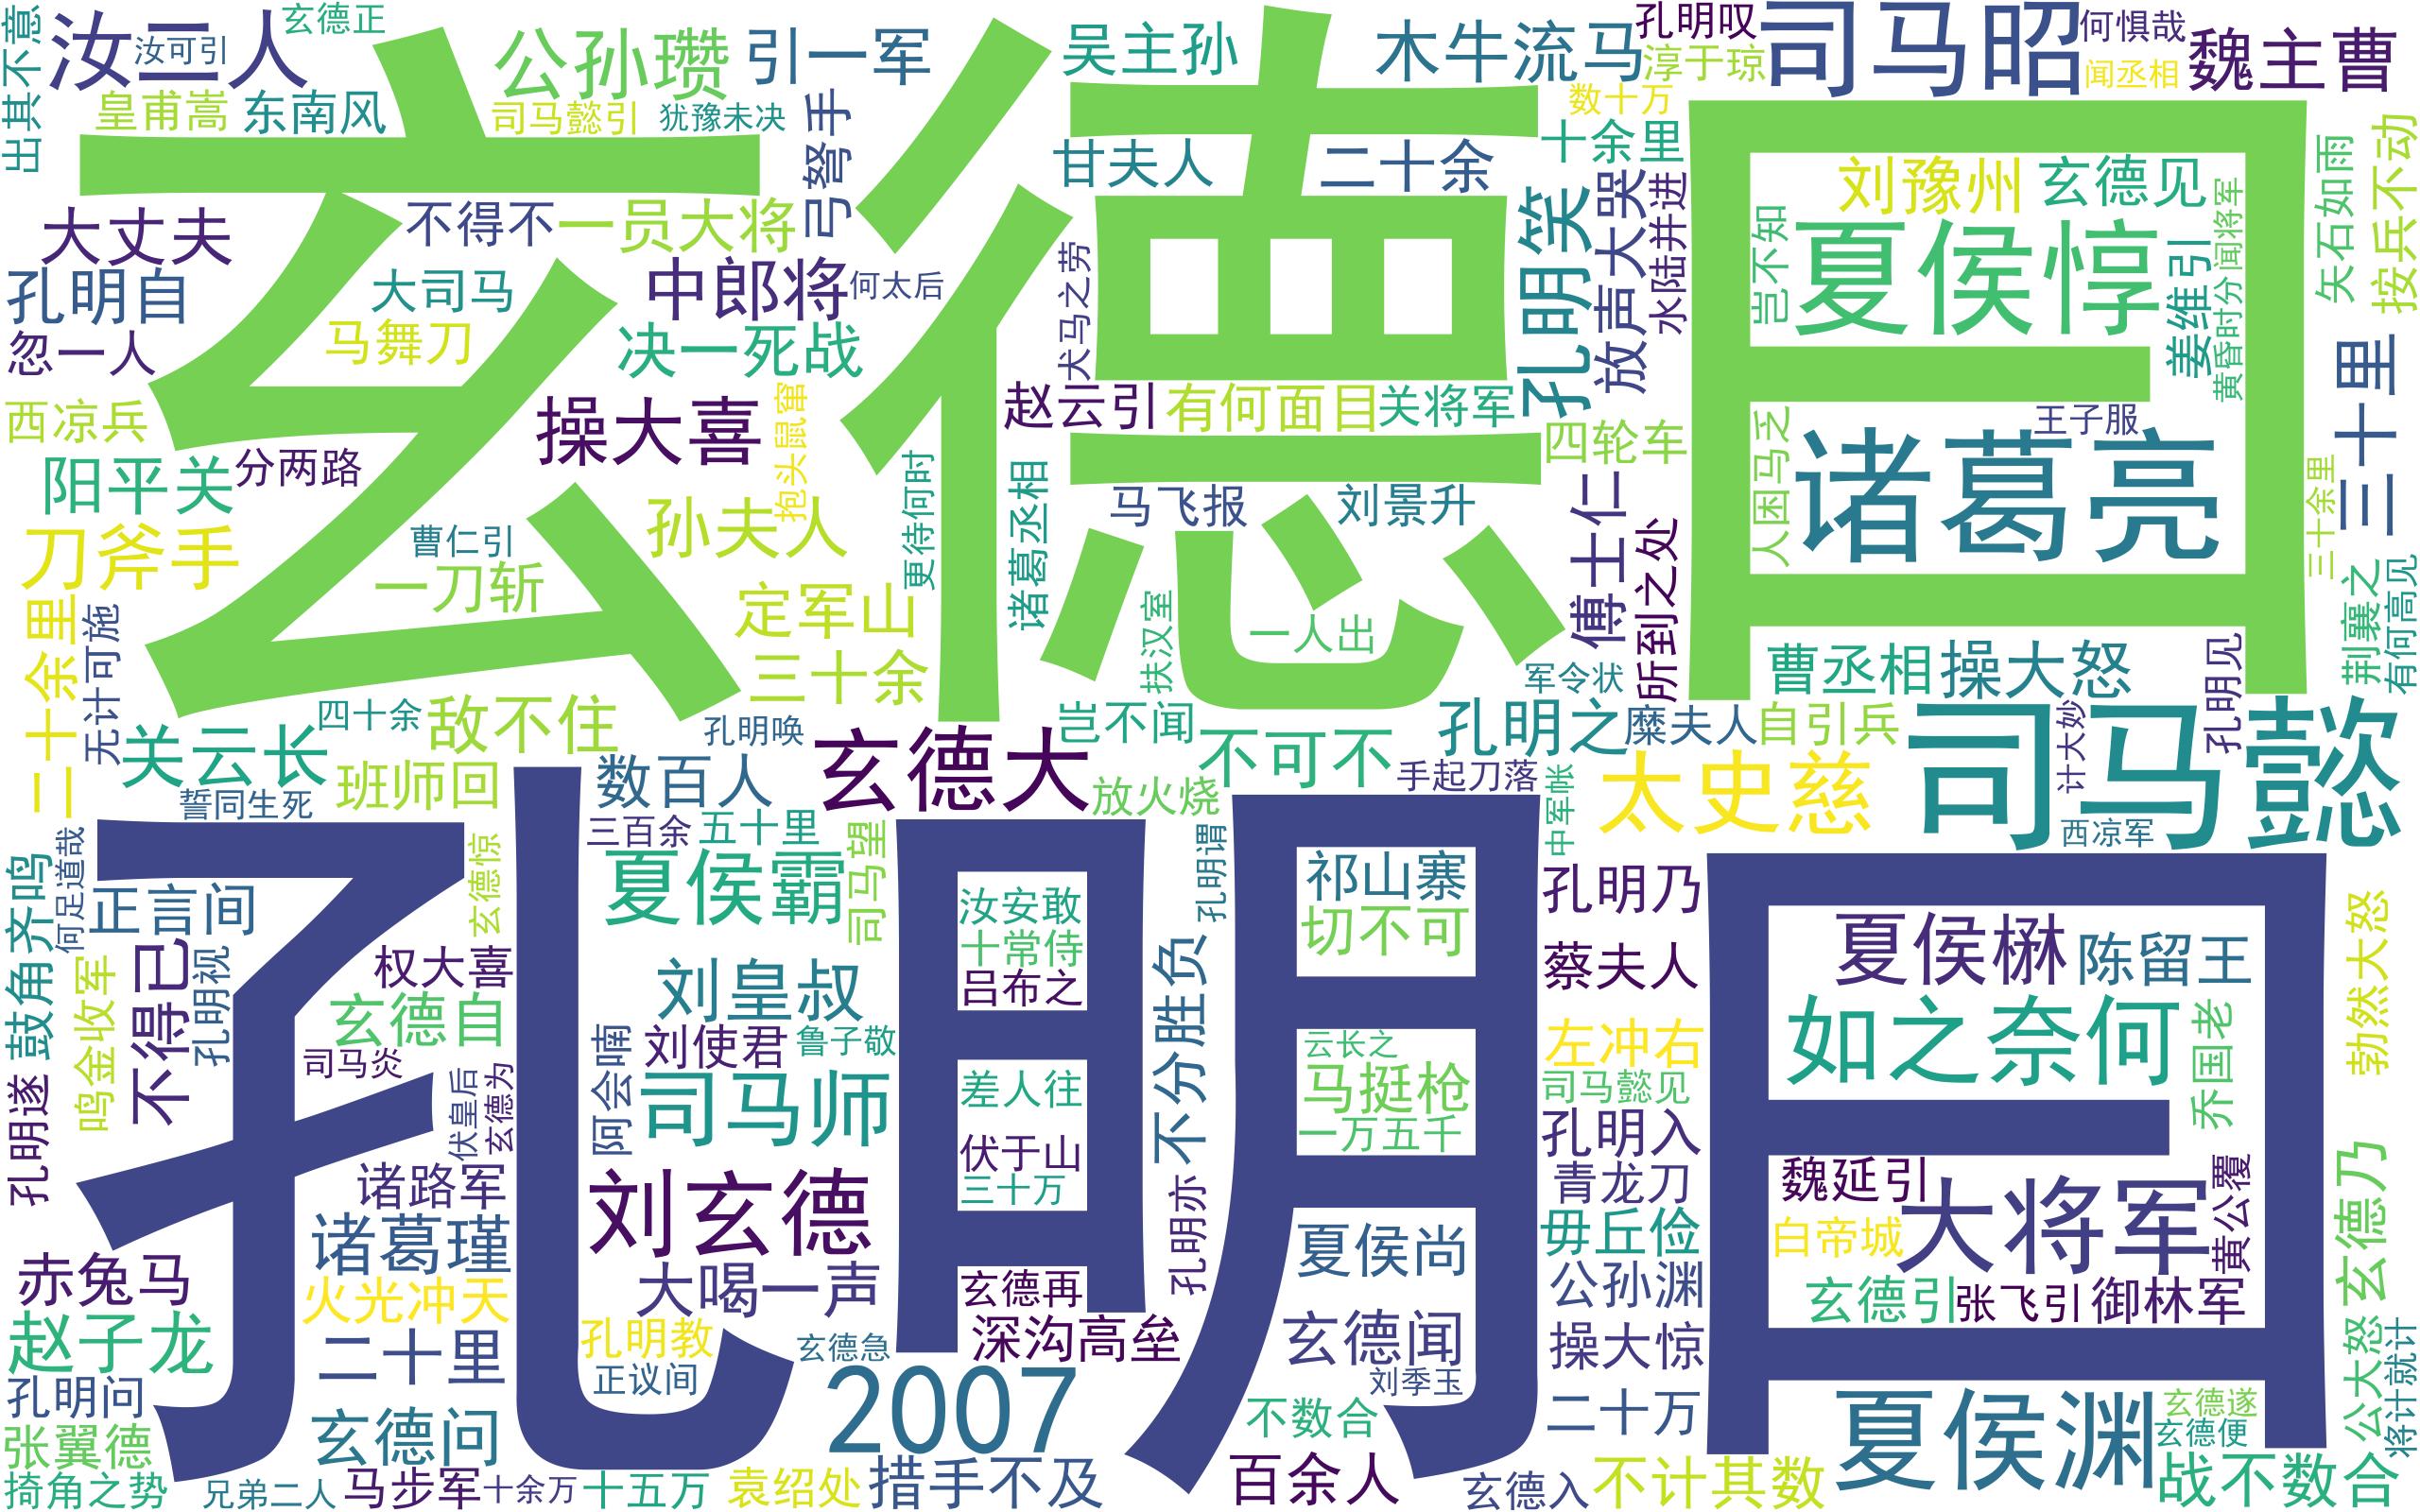 玄德曰
孔明曰
司马懿
诸葛亮
夏侯惇
司马昭
魏主曹
汝二人
汝可引
玄德正
公孙瓒
引一军
吴主孙
木牛流马
孔明叹
淳于琼
何惧哉
闻丞相
出其不意
皇甫嵩
东南风
司马懿引
犹豫未决
弓弩手
甘夫人
二十余
数十万
十余里
刘豫州
玄德见
矢石如雨
按兵不动
大丈夫
不得不
一员大将
孔明自
大司马
中郎将
何太后
犬马之劳
孔明笑
放声大哭
水陆并进
岂不知
姜维引
黄昏时分
闻将军
忽一人
马舞刀
决一死战
西凉兵
操大喜
抱头鼠窜
赵云引
有何面目
关将军
四轮车
人困马乏
王子服
三十里
阳平关
分两路
刀斧手
曹仁引
孙夫人
更待何时
诸葛丞相
马飞报
刘景升
傅士仁
所到之处
三十余里
一刀斩
定军山
扶汉室
一人出
二十余里
无计可施
三十余
军令状
曹丞相
操大怒
孔明见
荆襄之
有何高见
关云长
四十余
敌不住
孔明唤
玄德大
岂不闻
不可不
孔明之
糜夫人
自引兵
班师回
数百人
放火烧
手起刀落
中军帐
太史慈
计大妙
西凉军
誓同生死
三百余
五十里
鼓角齐鸣
何足道哉
正言间
玄德惊
夏侯霸
司马望
汝安敢
十常侍
吕布之
孔明谓
祁山寨
切不可
孔明乃
夏侯楙
陈留王
勃然大怒
鸣金收军
不得已
孔明视
权大喜
玄德自
刘皇叔
刘使君
鲁子敬
不分胜负
蔡夫人
如之奈何
乔国老
司马炎
伏皇后
玄德为
阿会喃
司马师
差人往
云长之
马挺枪
一万五千
左冲右
司马懿见
孔明入
孔明遂
诸路军
伏于山
三十万
孔明亦
青龙刀
魏延引
大将军
黄公覆
玄德乃
诸葛瑾
刘玄德
夏侯尚
毋丘俭
白帝城
赤兔马
火光冲天
大喝一声
玄德再
公孙渊
玄德引
张飞引
御林军
赵子龙
二十里
孔明教
玄德急
深沟高垒
玄德闻
操大惊
公大怒
将计就计
正议间
刘季玉
孔明问
玄德问
2007
不数合
二十万
夏侯渊
玄德遂
玄德便
张翼德
掎角之势
兄弟二人
马步军
十余万
十五万
袁绍处
措手不及
百余人
玄德入
不计其数
战不数合